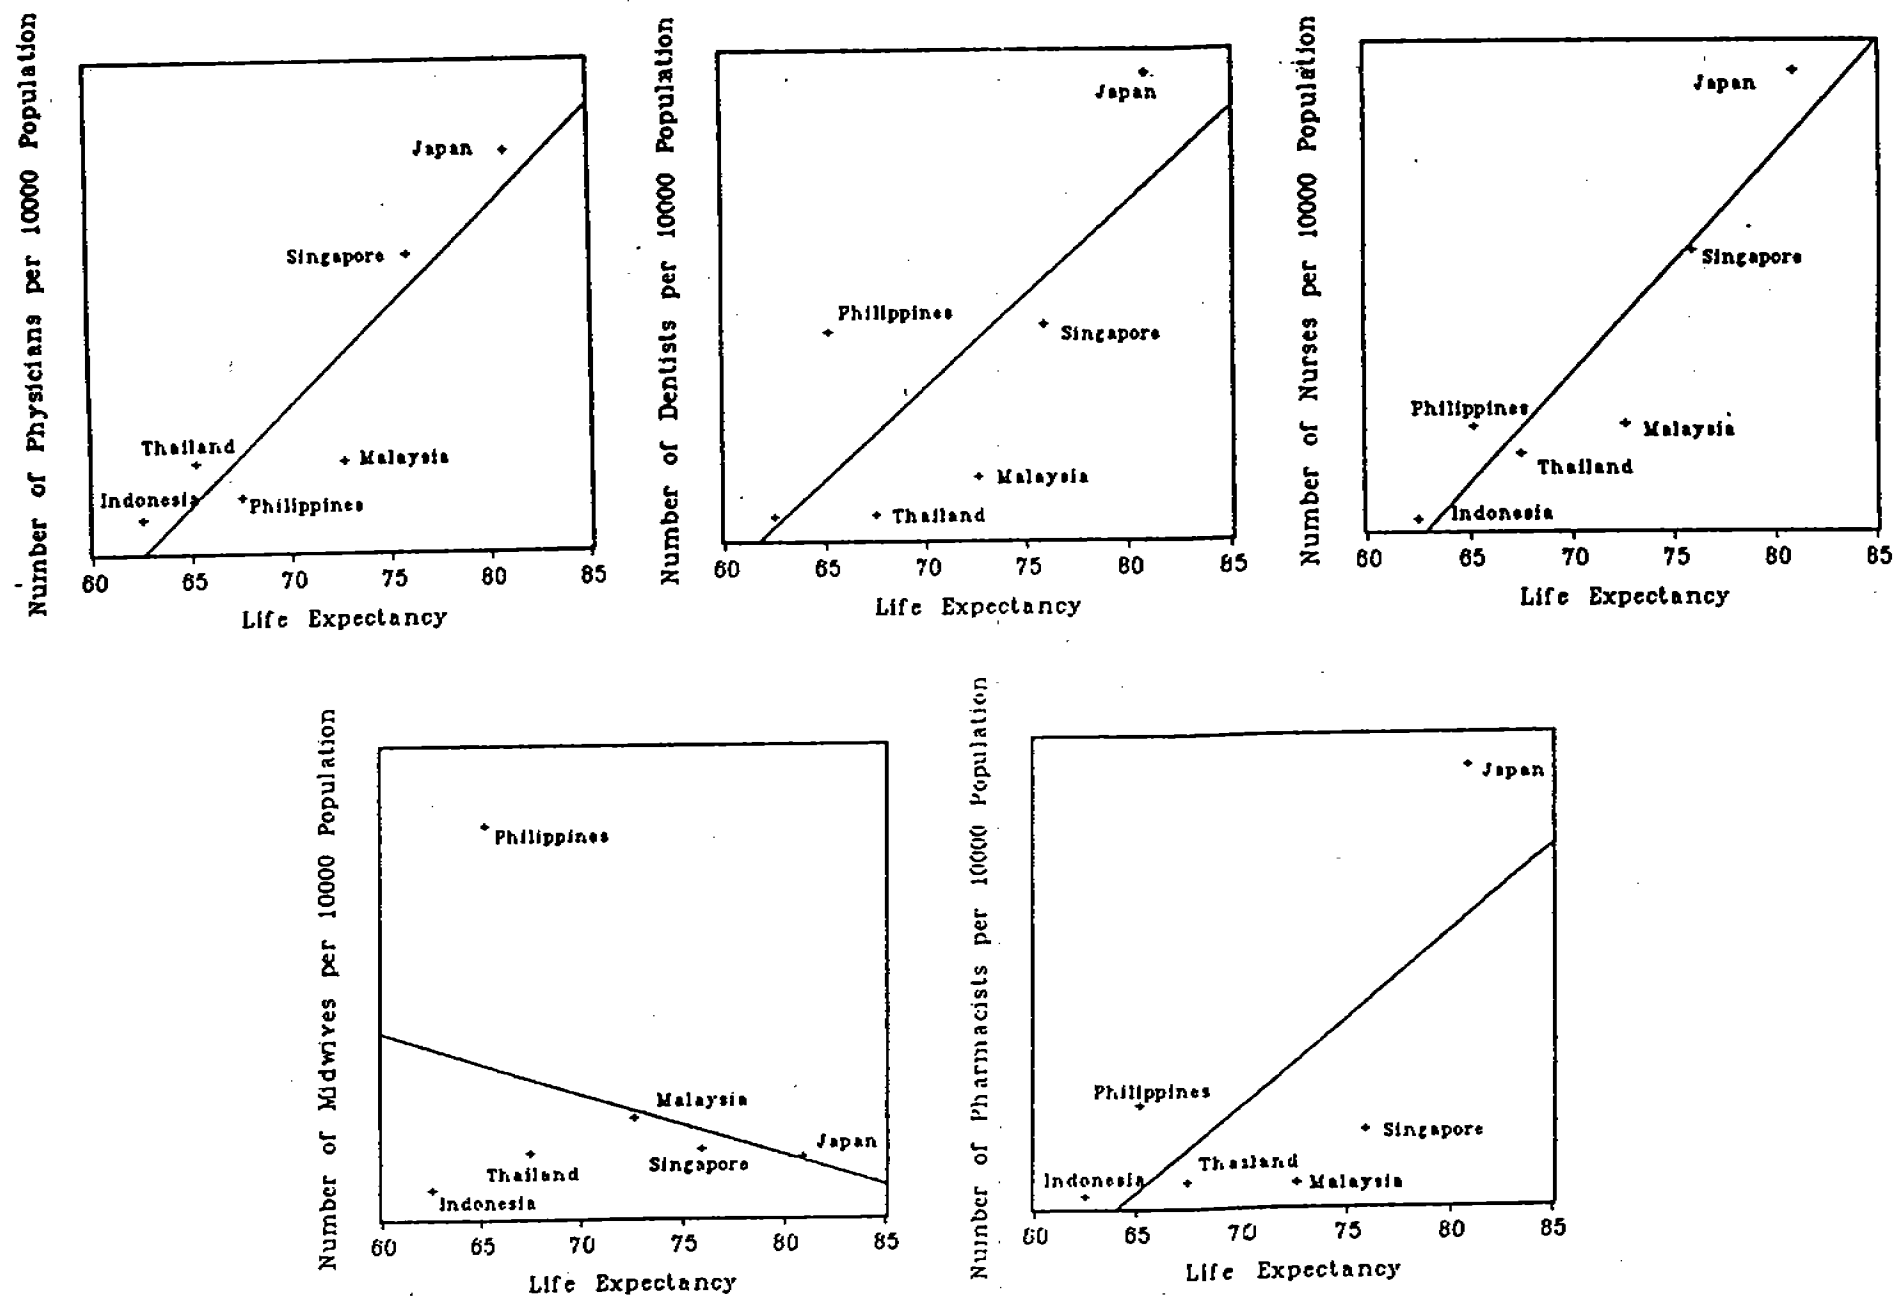 Number of Physicians per 10000 Population
Japan
Singapore
Thailand
Malaysia
Indonesia
Philippines
60 65 70 75 80 85
Life Expectancy
Number of Dentists per 10000 Population
Japan
Philippines
Singapore
Malaysia
Thailand
60 65 70 75 80 85
Life Expectancy
Number of Nurses per 10000 Population
Japan
Singapore
Philippines
Malaysia
Thailand
Indonesia
60 65 70 75 80 85
Life Expectancy
Number of Midwives per 10000 Population
Philippines
Malaysia
Japan
Singapore
Thailand
Indonesia
60 65 70 75 80 85
Life Expectancy
Number of Pharmacists per 10000 Population
Japan
Philippines
Singapore
Thailand
Indonesia
Malaysia
60 65 70 75 80 85
Life Expectancy